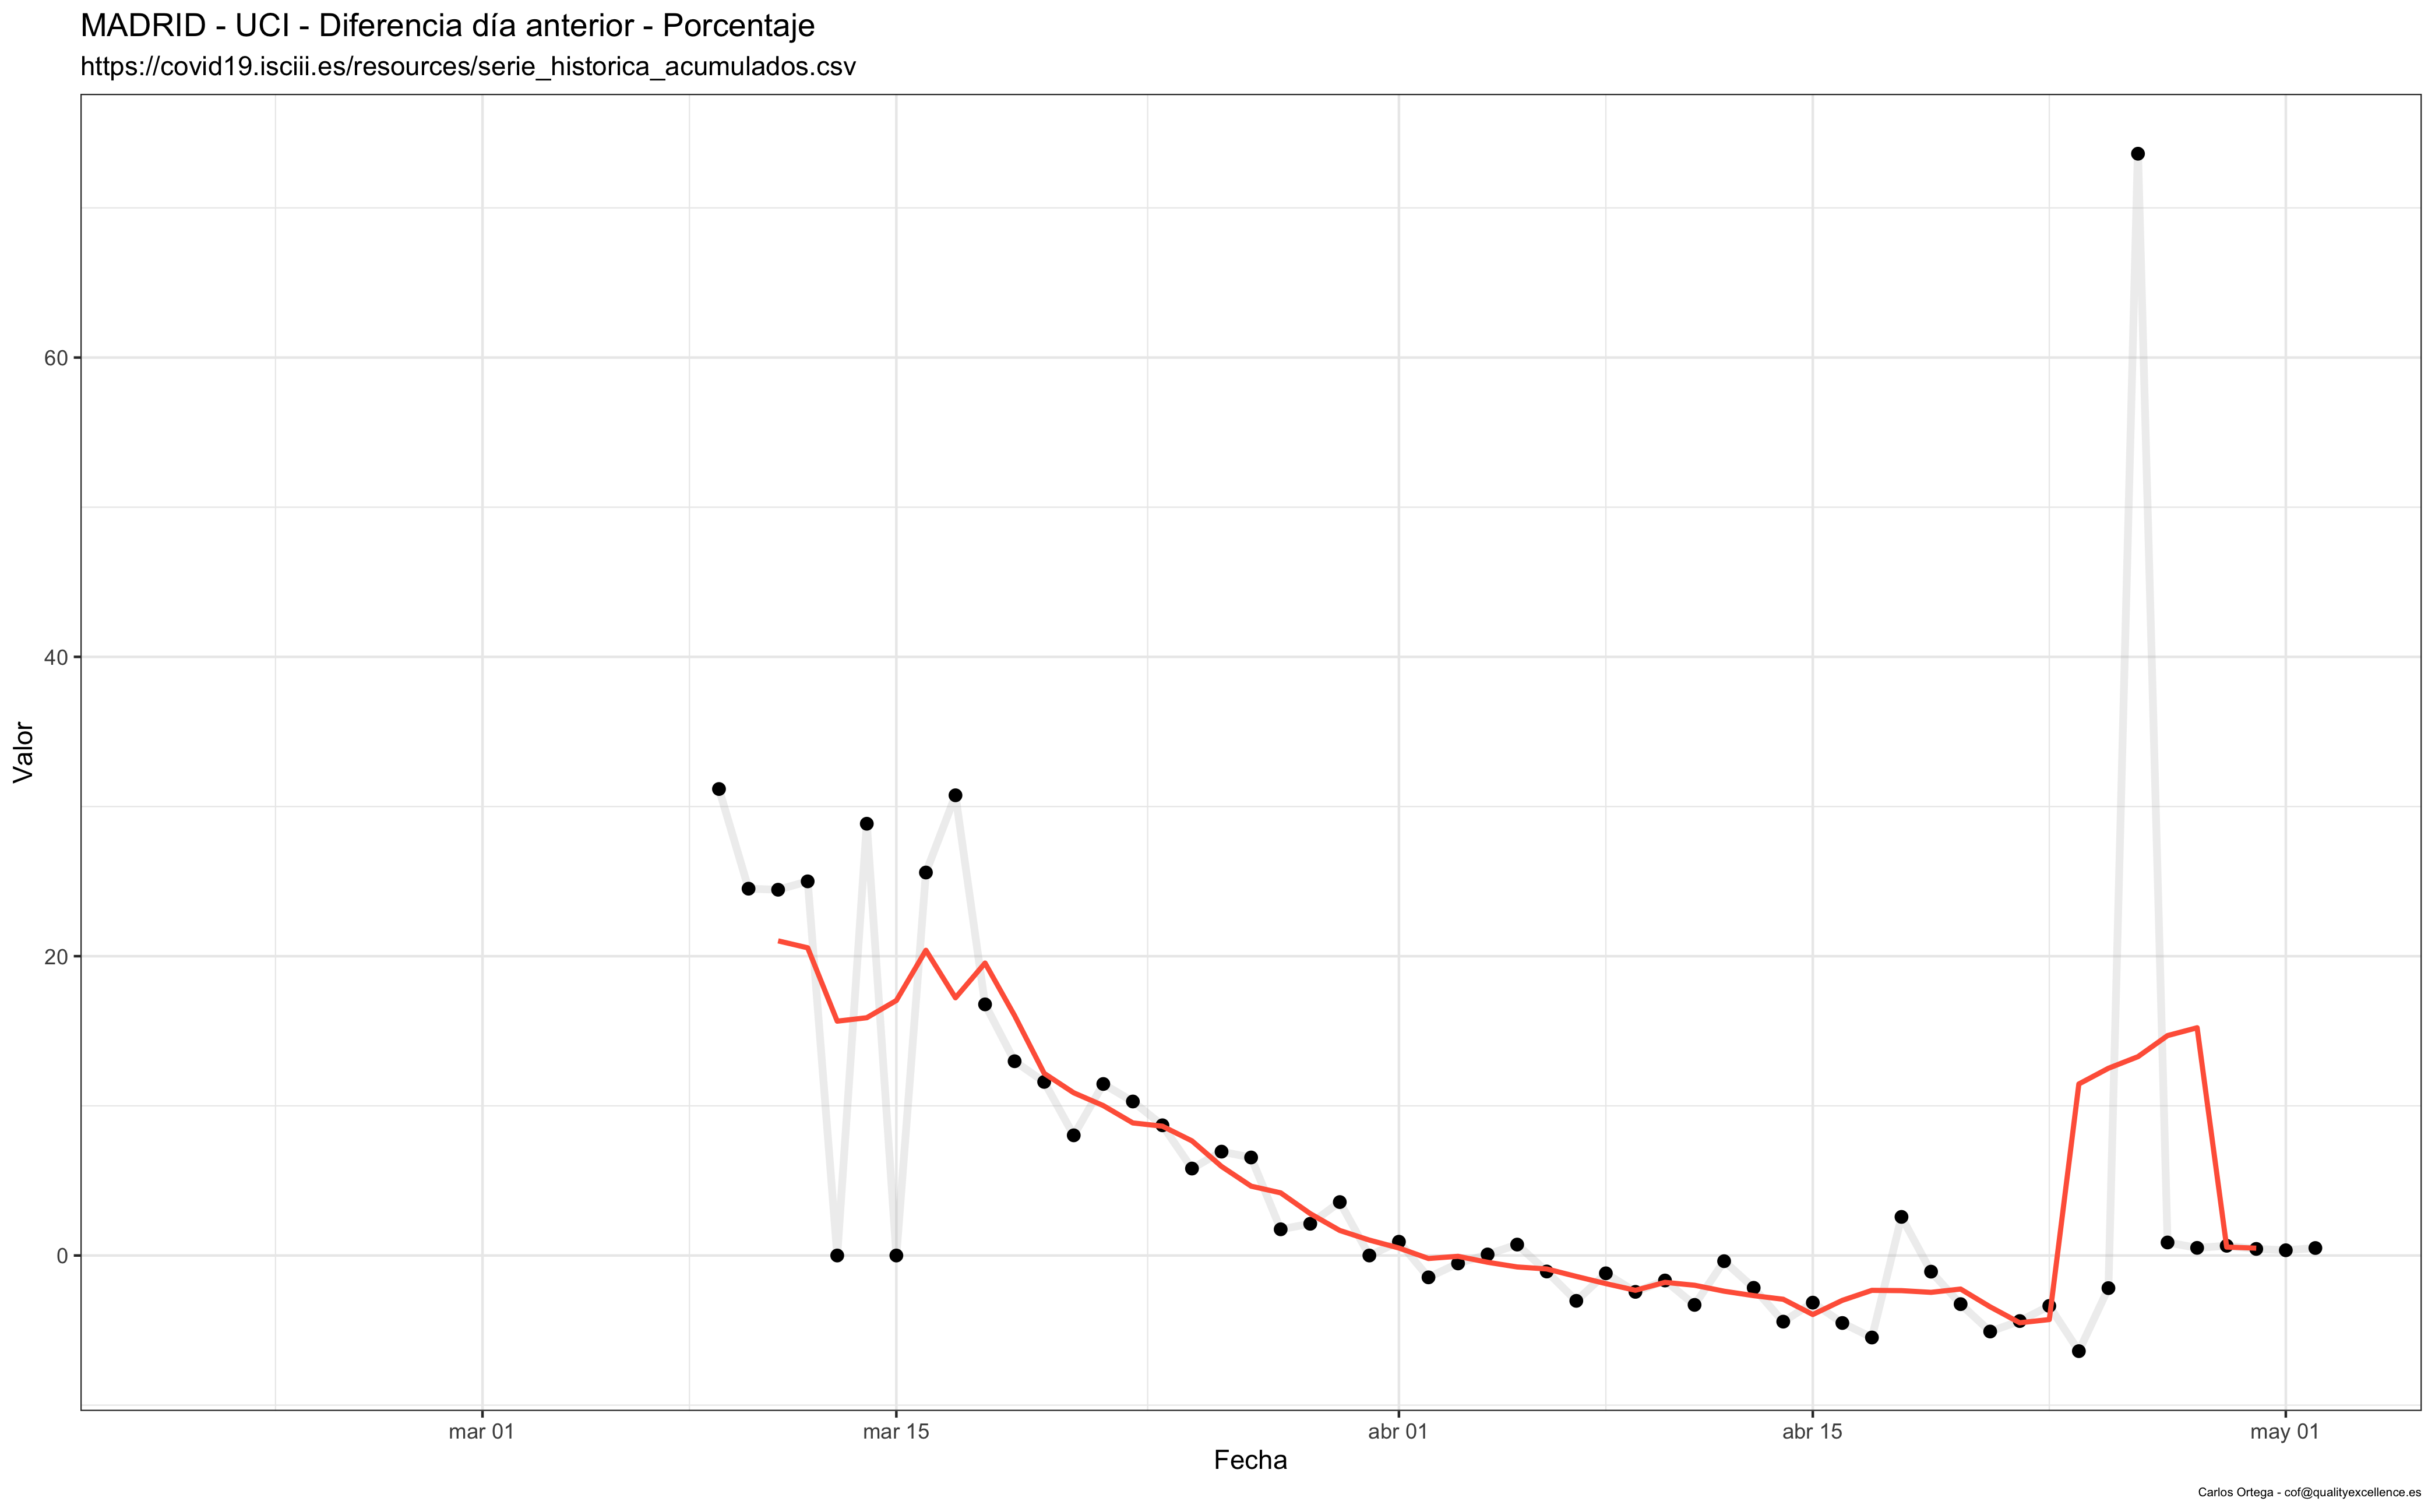 MADRID - UCI - Diferencia día anterior - Porcentaje
https://covid19.isciii.es/resources/serie_historica_acumulados.csv
Valor
60
40
20
0
mar 01
mar 15
abr 01
abr 15
may 01
Fecha
Carlos Ortega - cof@qualityexcellence.es